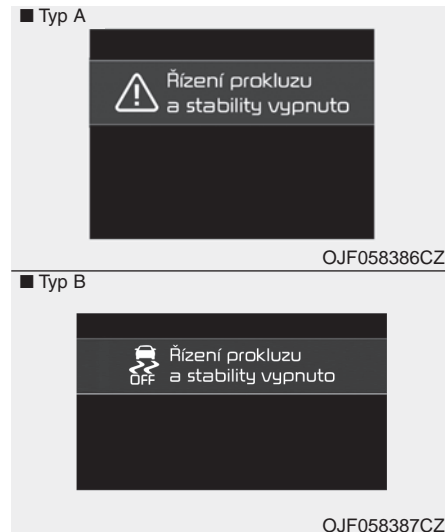 ■ Typ A
Řízení prokluzu
a stability vypnuto
OJF058386CZ
■ Typ B
Řízení prokluzu
OFF a stability vypnuto
OJF058387CZ